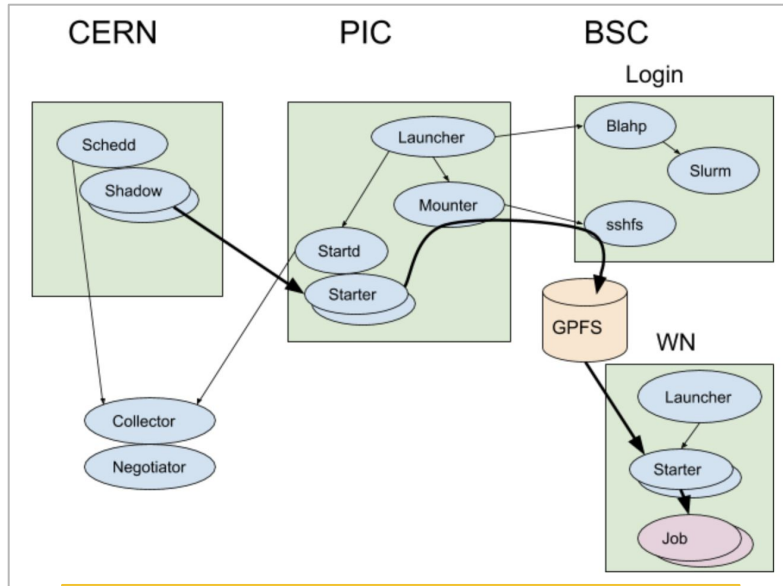 CERN
PIC
BSC
Login
Schedd
Shadow
Launcher
Mounter
Startd
Starter
Blahp
Slurm
sshfs
GPFS
WN
Launcher
Starter
Job
Collector
Negotiator